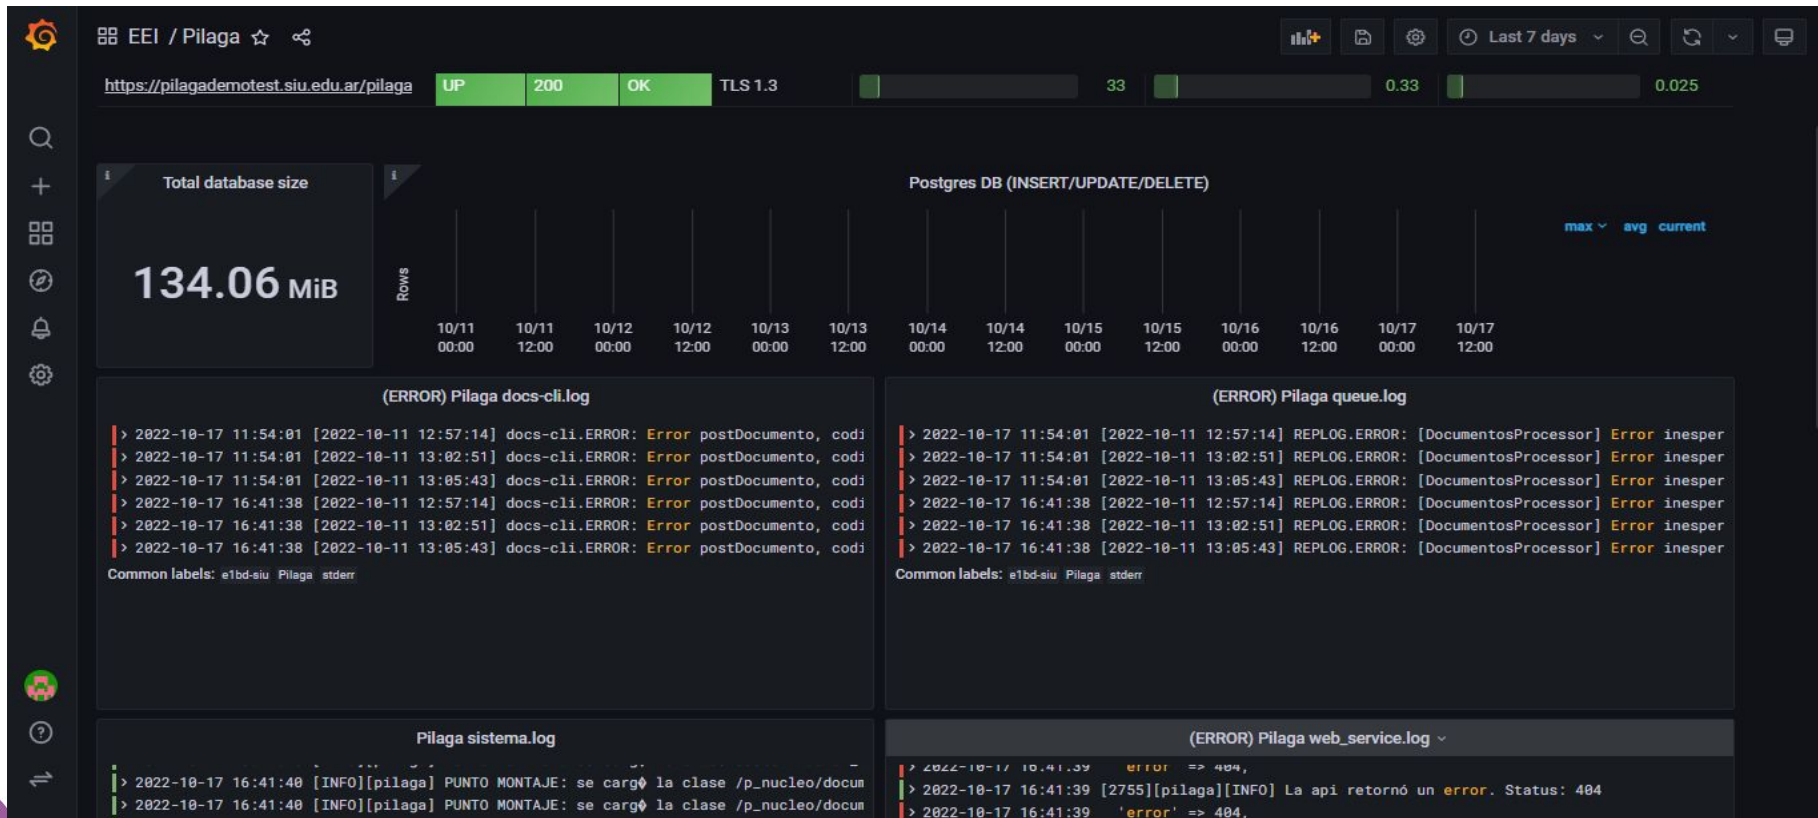 EEI / Pilaga
Last 7 days
https://pilagademotest.siu.edu.ar/pilaga UP 200 OK TLS 1.3 33 0.33 0.025
Total database size
134.06 MiB
Postgres DB (INSERT/UPDATE/DELETE)
max avg current
Rows
10/11 00:00 10/11 12:00 10/12 00:00 10/12 12:00 10/13 00:00 10/13 12:00 10/14 00:00 10/14 12:00 10/15 00:00 10/15 12:00 10/16 00:00 10/16 12:00 10/17 00:00 10/17 12:00
(ERROR) Pilaga docs-cli.log
> 2022-10-17 11:54:01 [2022-10-11 12:57:14] docs-cli.ERROR: Error postDocumento, codi
> 2022-10-17 11:54:01 [2022-10-11 13:02:51] docs-cli.ERROR: Error postDocumento, codi
> 2022-10-17 11:54:01 [2022-10-11 13:05:43] docs-cli.ERROR: Error postDocumento, codi
> 2022-10-17 16:41:38 [2022-10-11 12:57:14] docs-cli.ERROR: Error postDocumento, codi
> 2022-10-17 16:41:38 [2022-10-11 13:02:51] docs-cli.ERROR: Error postDocumento, codi
> 2022-10-17 16:41:38 [2022-10-11 13:05:43] docs-cli.ERROR: Error postDocumento, codi
Common labels: e1bd-siu Pilaga stderr
(ERROR) Pilaga queue.log
> 2022-10-17 11:54:01 [2022-10-11 12:57:14] REPLOG.ERROR: [DocumentosProcessor] Error inesper
> 2022-10-17 11:54:01 [2022-10-11 13:02:51] REPLOG.ERROR: [DocumentosProcessor] Error inesper
> 2022-10-17 11:54:01 [2022-10-11 13:05:43] REPLOG.ERROR: [DocumentosProcessor] Error inesper
> 2022-10-17 16:41:38 [2022-10-11 12:57:14] REPLOG.ERROR: [DocumentosProcessor] Error inesper
> 2022-10-17 16:41:38 [2022-10-11 13:02:51] REPLOG.ERROR: [DocumentosProcessor] Error inesper
> 2022-10-17 16:41:38 [2022-10-11 13:05:43] REPLOG.ERROR: [DocumentosProcessor] Error inesper
Common labels: e1bd-siu Pilaga stderr
Pilaga sistema.log
> 2022-10-17 16:41:40 [INFO][pilaga] PUNTO MONTAJE: se carg� la clase /p_nucleo/docum
> 2022-10-17 16:41:40 [INFO][pilaga] PUNTO MONTAJE: se carg� la clase /p_nucleo/docum
(ERROR) Pilaga web_service.log
> 2022-10-17 16:41:39 'error' => 404,
> 2022-10-17 16:41:39 [2755][pilaga][INFO] La api retornó un error. Status: 404
> 2022-10-17 16:41:39 'error' => 404,